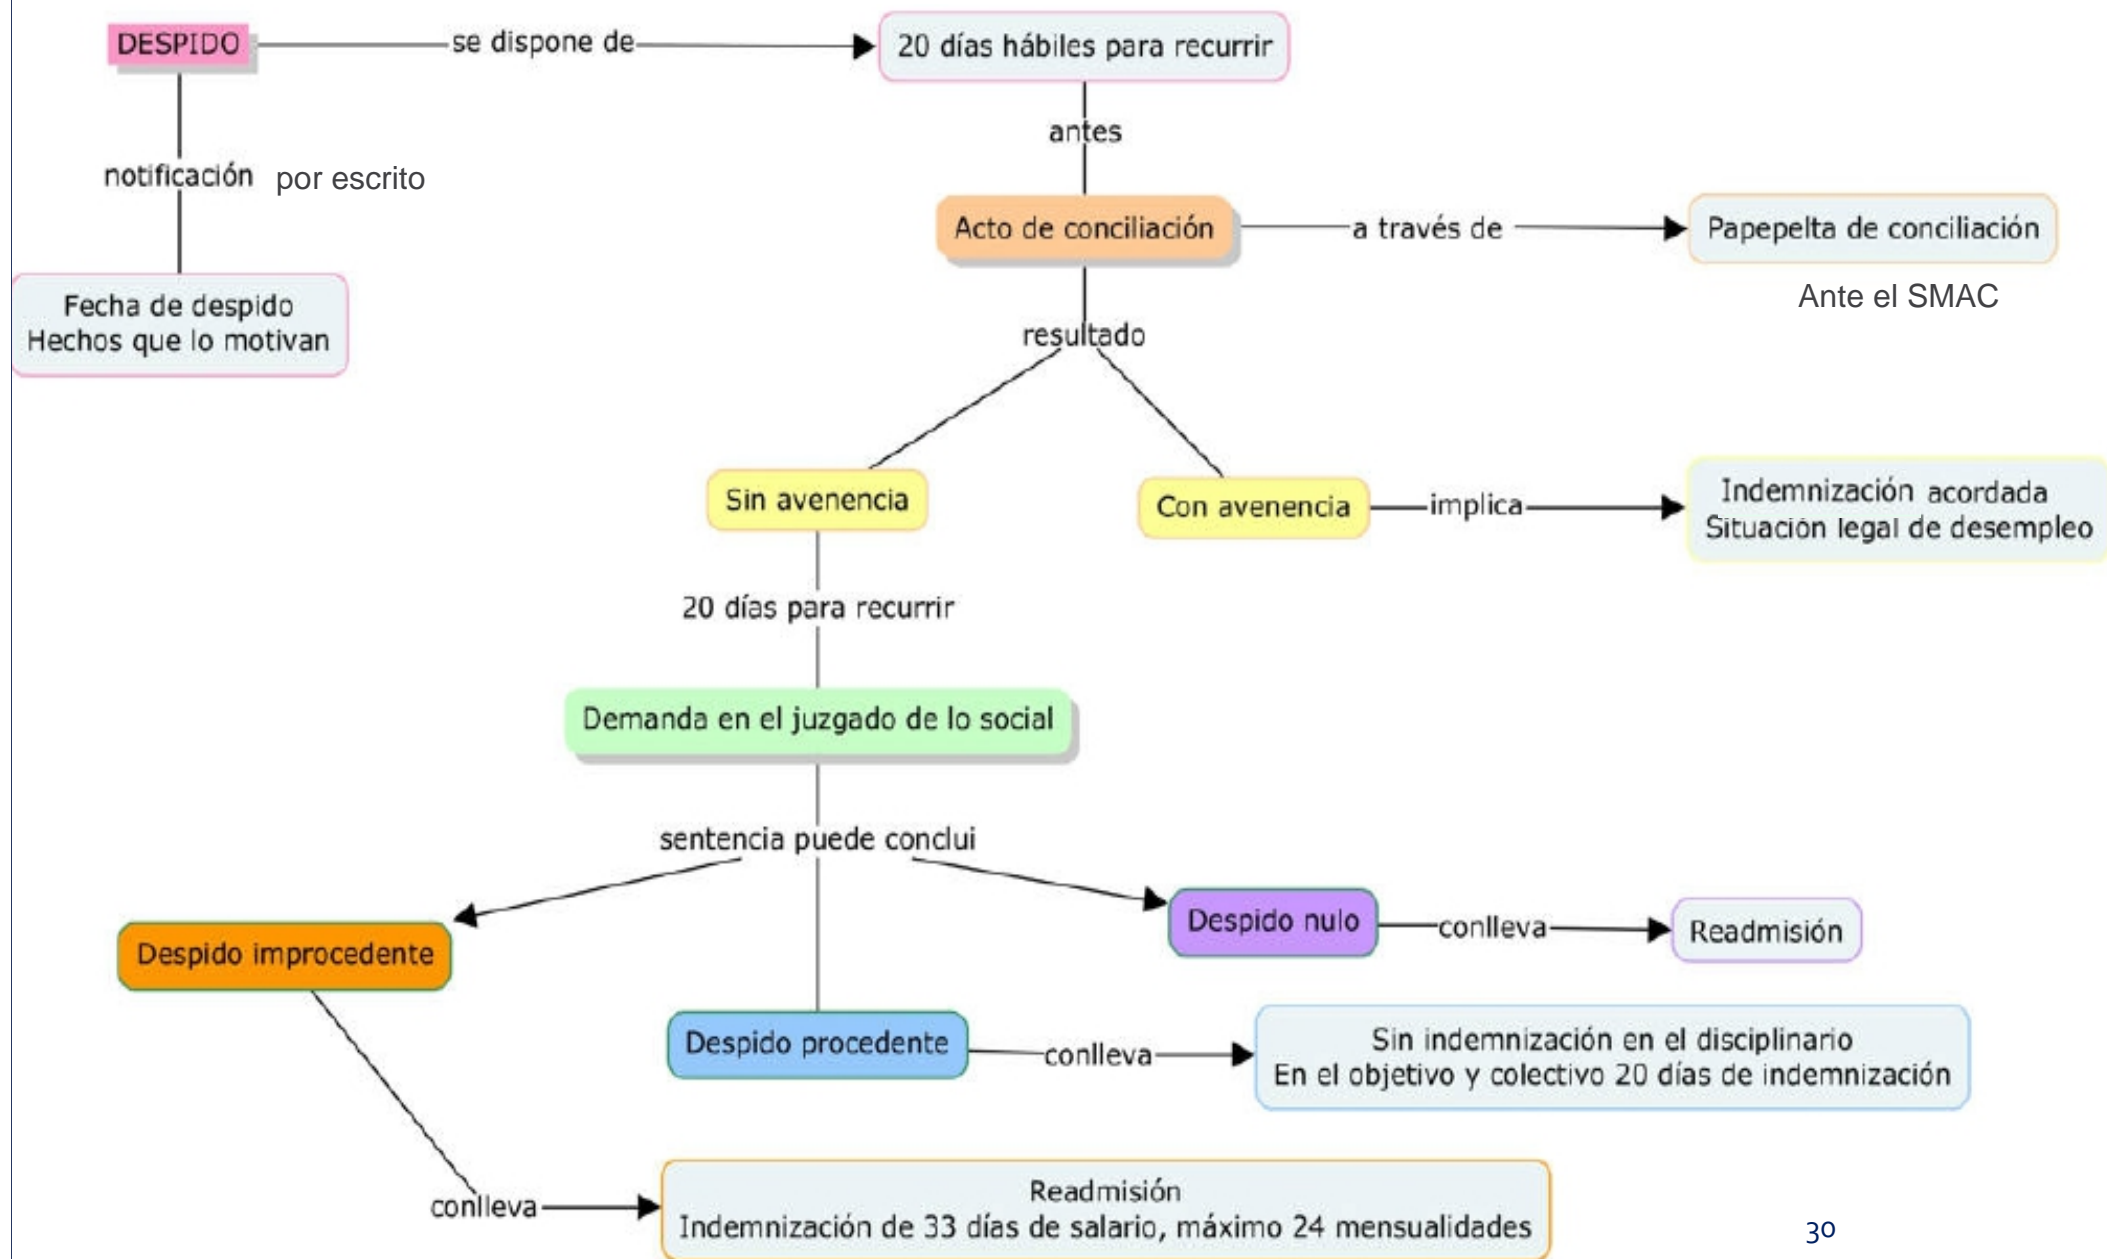 DESPIDO
se dispone de
20 días hábiles para recurrir
notificación
por escrito
Fecha de despido
Hechos que lo motivan
antes
Acto de conciliación
a través de
Papepelta de conciliación
Ante el SMAC
resultado
Sin avenencia
Con avenencia
implica
Indemnización acordada
Situación legal de desempleo
20 días para recurrir
Demanda en el juzgado de lo social
sentencia puede conclui
Despido improcedente
Despido nulo
conlleva
Readmisión
Despido procedente
conlleva
Sin indemnización en el disciplinario
En el objetivo y colectivo 20 días de indemnización
conlleva
Readmisión
Indemnización de 33 días de salario, máximo 24 mensualidades
30